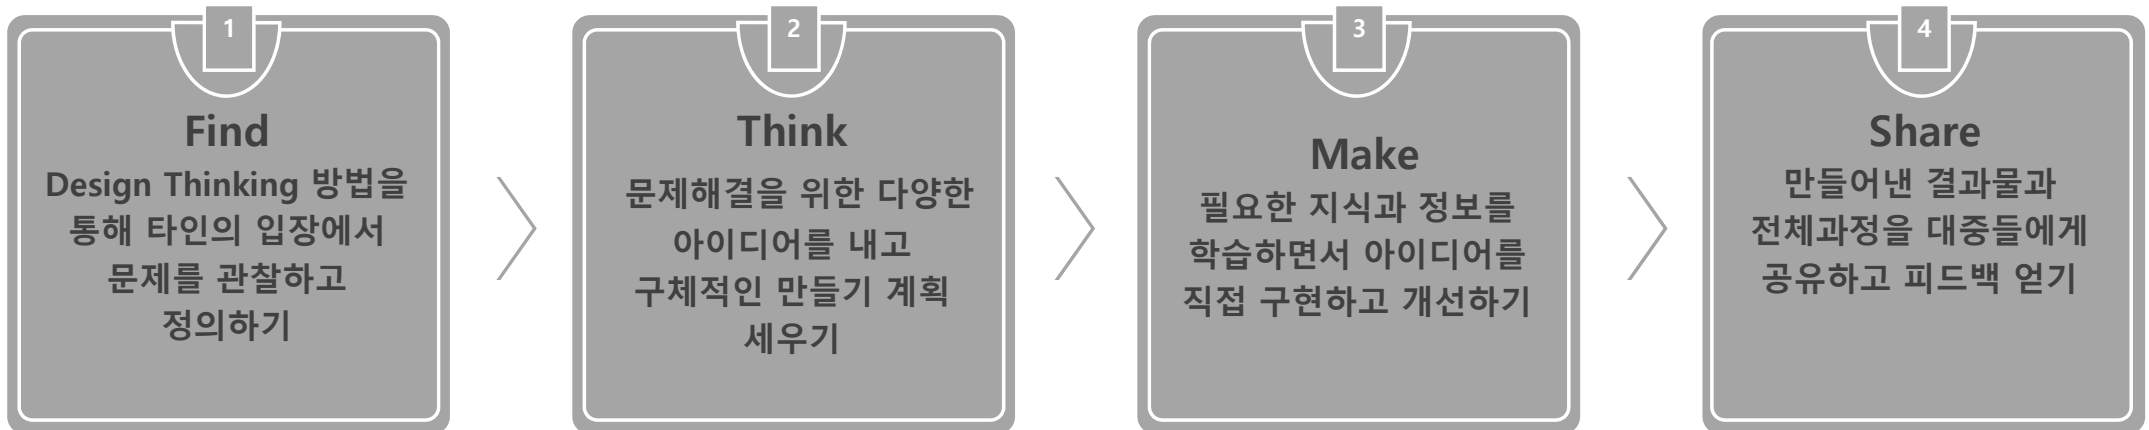 1
Find
Design Thinking 방법을
통해 타인의 입장에서
문제를 관찰하고
정의하기
2
Think
문제해결을 위한 다양한
아이디어를 내고
구체적인 만들기 계획
세우기
3
Make
필요한 지식과 정보를
학습하면서 아이디어를
직접 구현하고 개선하기
4
Share
만들어낸 결과물과
전체과정을 대중들에게
공유하고 피드백 얻기